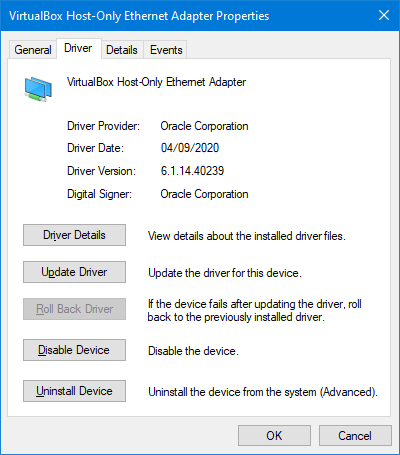 VirtualBox Host-Only Ethernet Adapter Properties
General Driver Details Events
VirtualBox Host-Only Ethernet Adapter
Driver Provider: Oracle Corporation
Driver Date: 04/09/2020
Driver Version: 6.1.14.40239
Digital Signer: Oracle Corporation
Driver Details View details about the installed driver files.
Update Driver Update the driver for this device.
Roll Back Driver If the device fails after updating the driver, roll
back to the previously installed driver.
Disable Device Disable the device.
Uninstall Device Uninstall the device from the system (Advanced).
OK Cancel